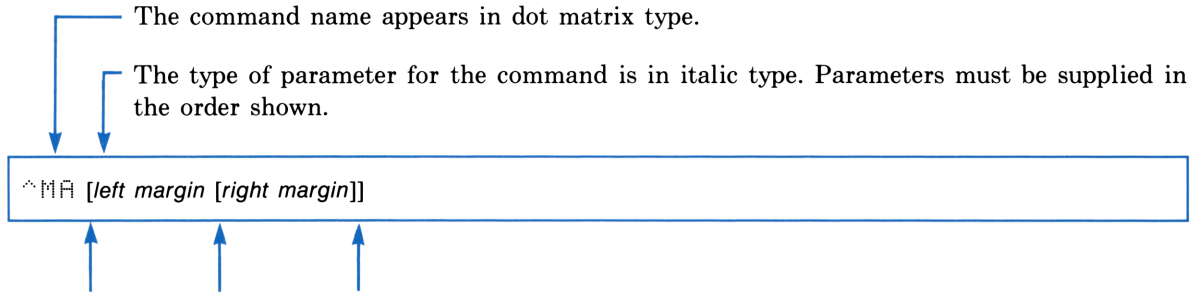 The command name appears in dot matrix type.
The type of parameter for the command is in italic type. Parameters must be supplied in
the order shown.
^MA [left margin [right margin]]